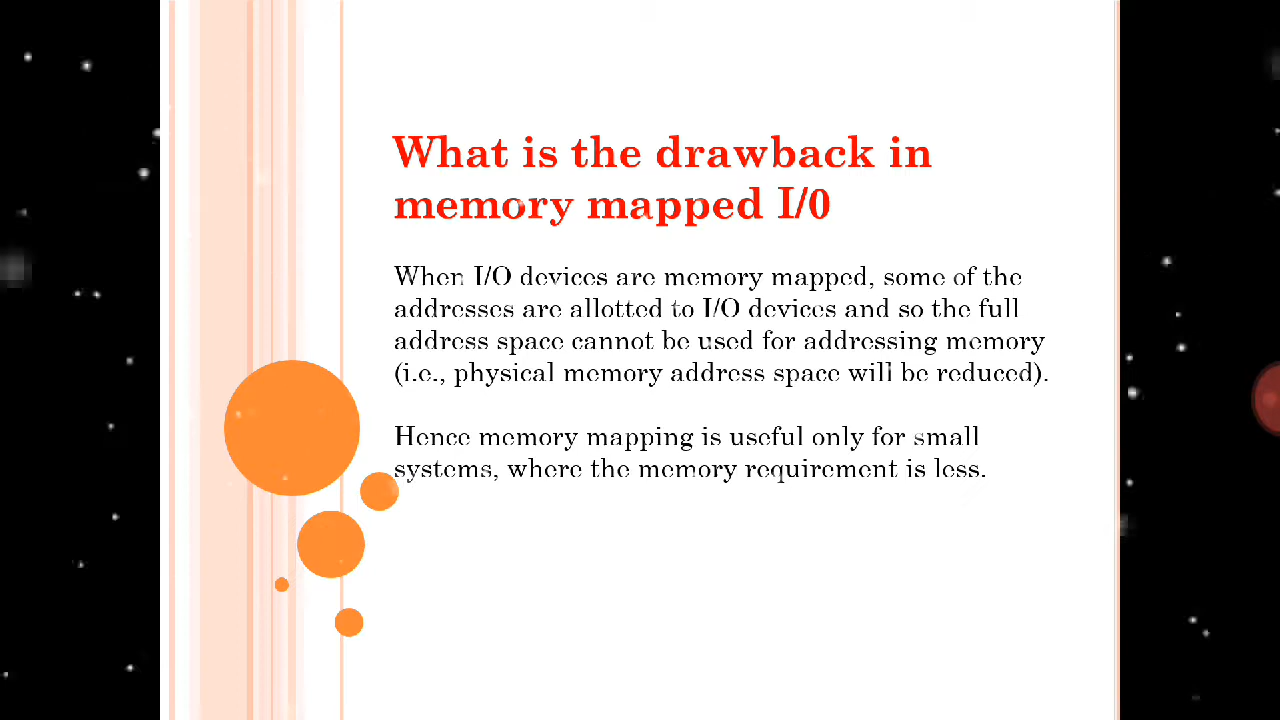 What is the drawback in
memory mapped I/0
When I/O devices are memory mapped, some of the
addresses are allotted to I/O devices and so the full
address space cannot be used for addressing memory
(i.e., physical memory address space will be reduced).
Hence memory mapping is useful only for small
systems, where the memory requirement is less.